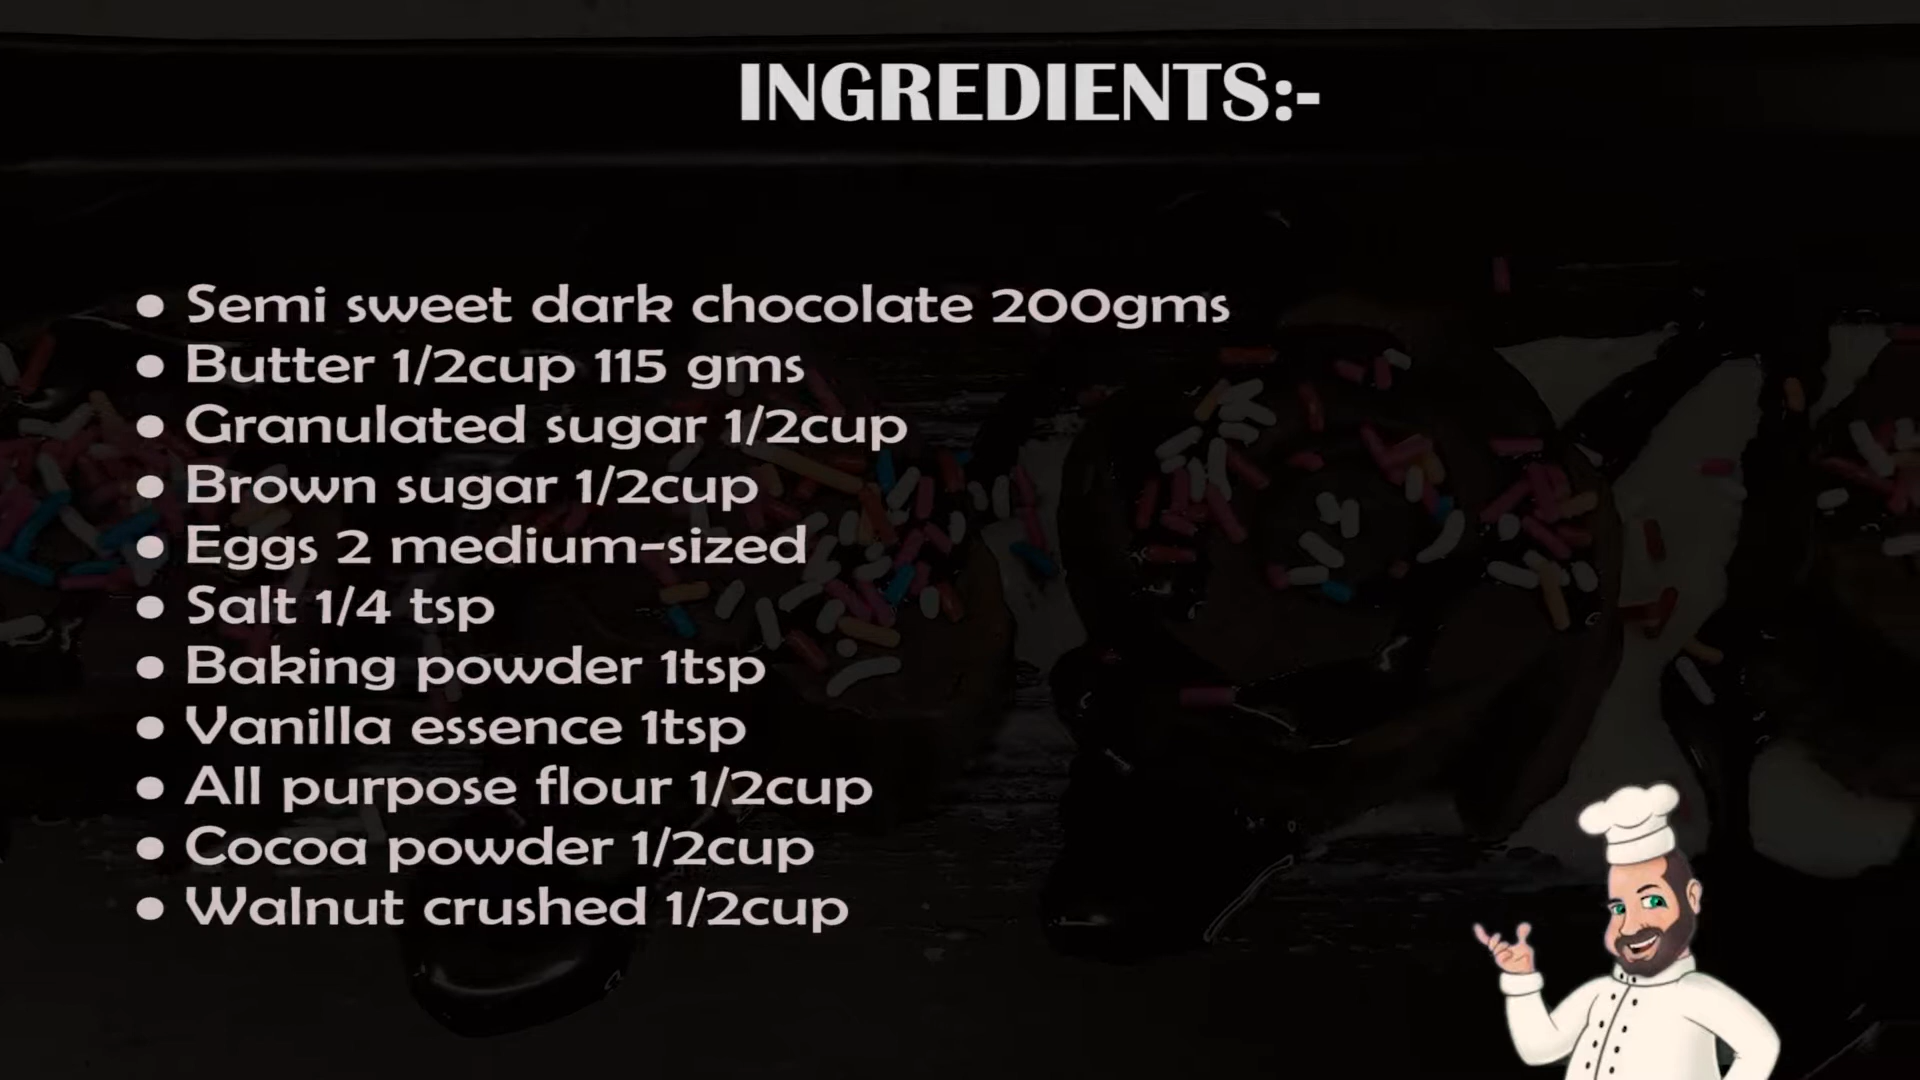 INGREDIENTS:-
• Semi sweet dark chocolate 200gms
• Butter 1/2cup 115 gms
• Granulated sugar 1/2cup
• Brown sugar 1/2cup
• Eggs 2 medium-sized
• Salt 1/4 tsp
• Baking powder 1tsp
• Vanilla essence 1tsp
• All purpose flour 1/2cup
• Cocoa powder 1/2cup
• Walnut crushed 1/2cup